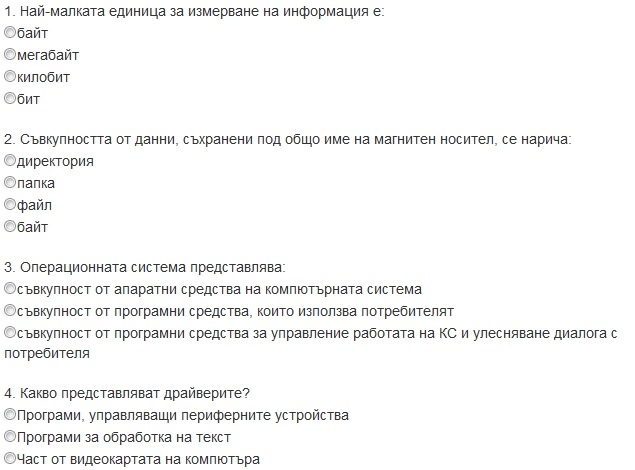 1. Най-малката единица за измерване на информация е:
байт
мегабайт
килобит
бит
2. Съвкупността от данни, съхранени под общо име на магнитен носител, се нарича:
директория
папка
файл
байт
3. Операционната система представлява:
съвкупност от апаратни средства на компютърната система
съвкупност от програмни средства, които използва потребителят
съвкупност от програмни средства за управление работата на КС и улесняване диалога с
потребителя
4. Какво представляват драйверите?
Програми, управляващи периферните устройства
Програми за обработка на текст
Част от видеокартата на компютъра